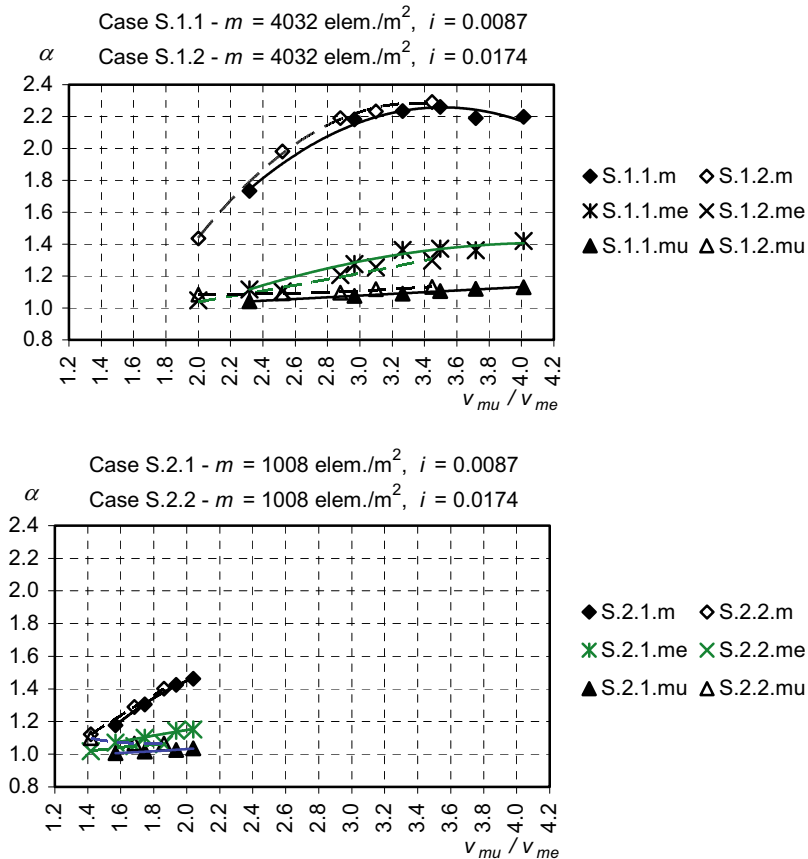 Case S.1.1 - m = 4032 elem./m², i = 0.0087
α Case S.1.2 - m = 4032 elem./m², i = 0.0174
2.4
2.2
2.0
1.8
1.6
1.4
1.2
1.0
0.8
1.2 1.4 1.6 1.8 2.0 2.2 2.4 2.6 2.8 3.0 3.2 3.4 3.6 3.8 4.0 4.2
v mu / v me
S.1.1.m S.1.2.m
S.1.1.me S.1.2.me
S.1.1.mu S.1.2.mu
Case S.2.1 - m = 1008 elem./m², i = 0.0087
α Case S.2.2 - m = 1008 elem./m², i = 0.0174
2.4
2.2
2.0
1.8
1.6
1.4
1.2
1.0
0.8
1.2 1.4 1.6 1.8 2.0 2.2 2.4 2.6 2.8 3.0 3.2 3.4 3.6 3.8 4.0 4.2
v mu / v me
S.2.1.m S.2.2.m
S.2.1.me S.2.2.me
S.2.1.mu S.2.2.mu